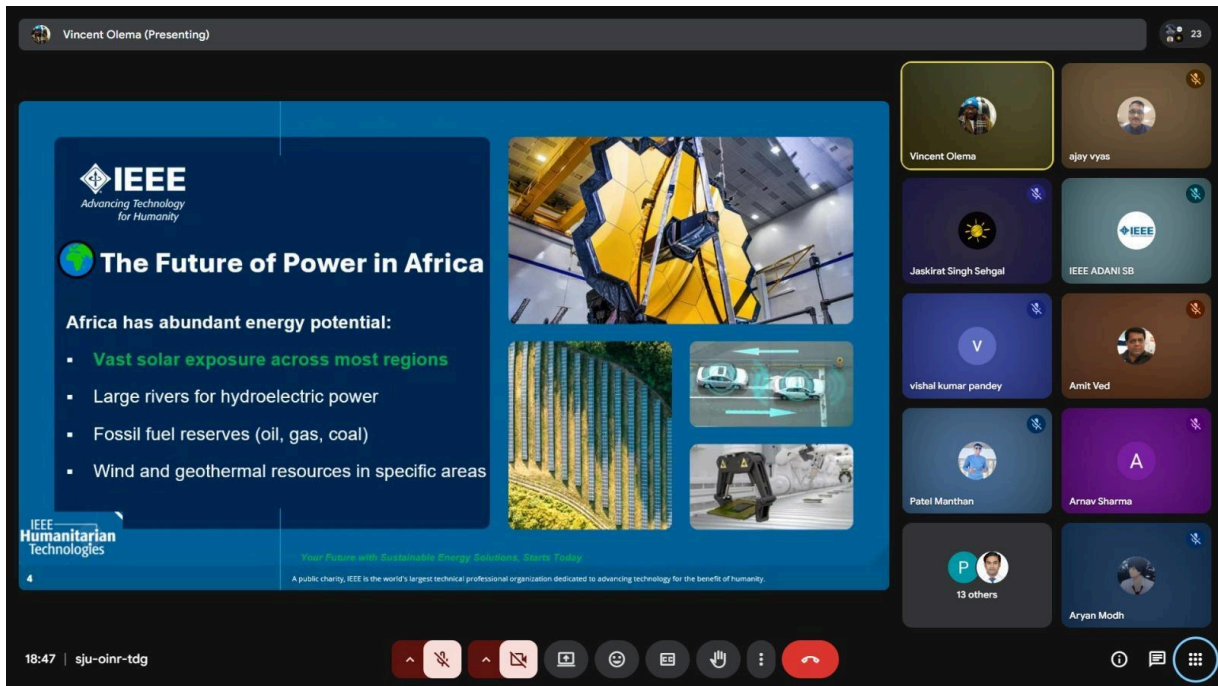 Vincent Olema (Presenting)
23
IEEE
Advancing Technology
for Humanity
The Future of Power in Africa
Africa has abundant energy potential:
▪ Vast solar exposure across most regions
▪ Large rivers for hydroelectric power
▪ Fossil fuel reserves (oil, gas, coal)
▪ Wind and geothermal resources in specific areas
IEEE
Humanitarian
Technologies
Your Future with Sustainable Energy Solutions, Starts Today
4
A public charity, IEEE is the world's largest technical professional organization dedicated to advancing technology for the benefit of humanity.
Vincent Olema
ajay vyas
Jaskirat Singh Sehgal
IEEE
IEEE ADANI SB
V
vishal kumar pandey
Amit Ved
Patel Manthan
A
Arnav Sharma
P
13 others
Aryan Modh
18:47 | sju-oinr-tdg
CC